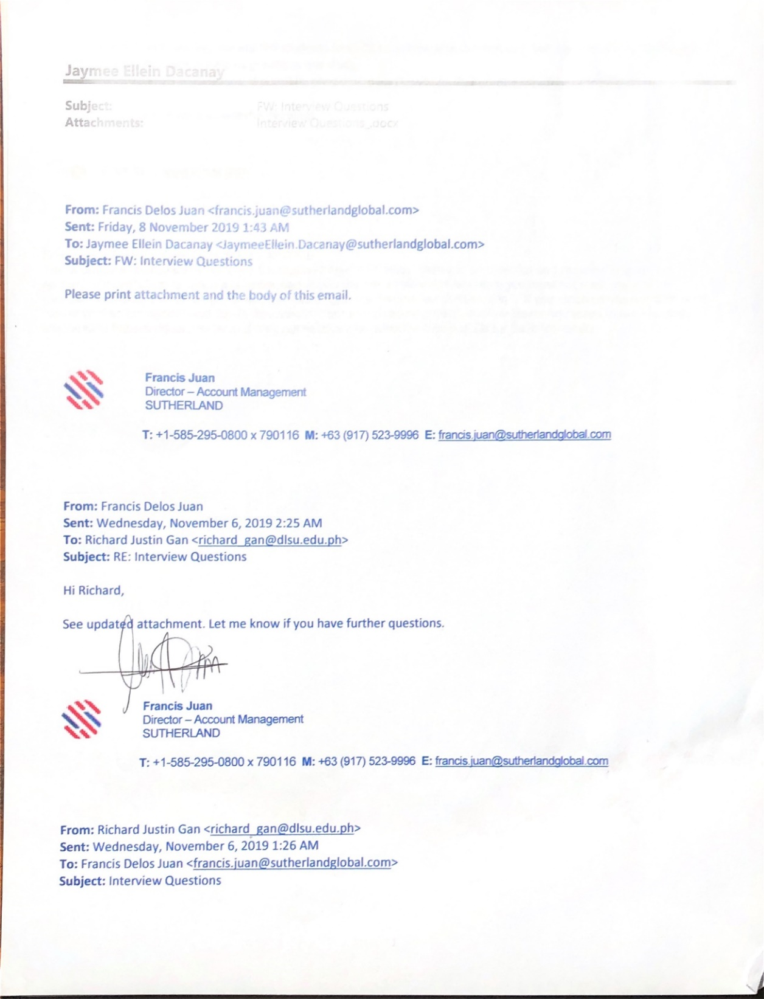 Jaymee Ellein Dacanay
Subject: FW: Interview Questions
Attachments: Interview Questions_.docx
From: Francis Delos Juan <francis.juan@sutherlandglobal.com>
Sent: Friday, 8 November 2019 1:43 AM
To: Jaymee Ellein Dacanay <JaymeeEllein.Dacanay@sutherlandglobal.com>
Subject: FW: Interview Questions
Please print attachment and the body of this email.
Francis Juan
Director – Account Management
SUTHERLAND
T: +1-585-295-0800 x 790116 M: +63 (917) 523-9996 E: francis.juan@sutherlandglobal.com
From: Francis Delos Juan
Sent: Wednesday, November 6, 2019 2:25 AM
To: Richard Justin Gan <richard_gan@dlsu.edu.ph>
Subject: RE: Interview Questions
Hi Richard,
See updated attachment. Let me know if you have further questions.
Francis Juan
Director – Account Management
SUTHERLAND
T: +1-585-295-0800 x 790116 M: +63 (917) 523-9996 E: francis.juan@sutherlandglobal.com
From: Richard Justin Gan <richard_gan@dlsu.edu.ph>
Sent: Wednesday, November 6, 2019 1:26 AM
To: Francis Delos Juan <francis.juan@sutherlandglobal.com>
Subject: Interview Questions